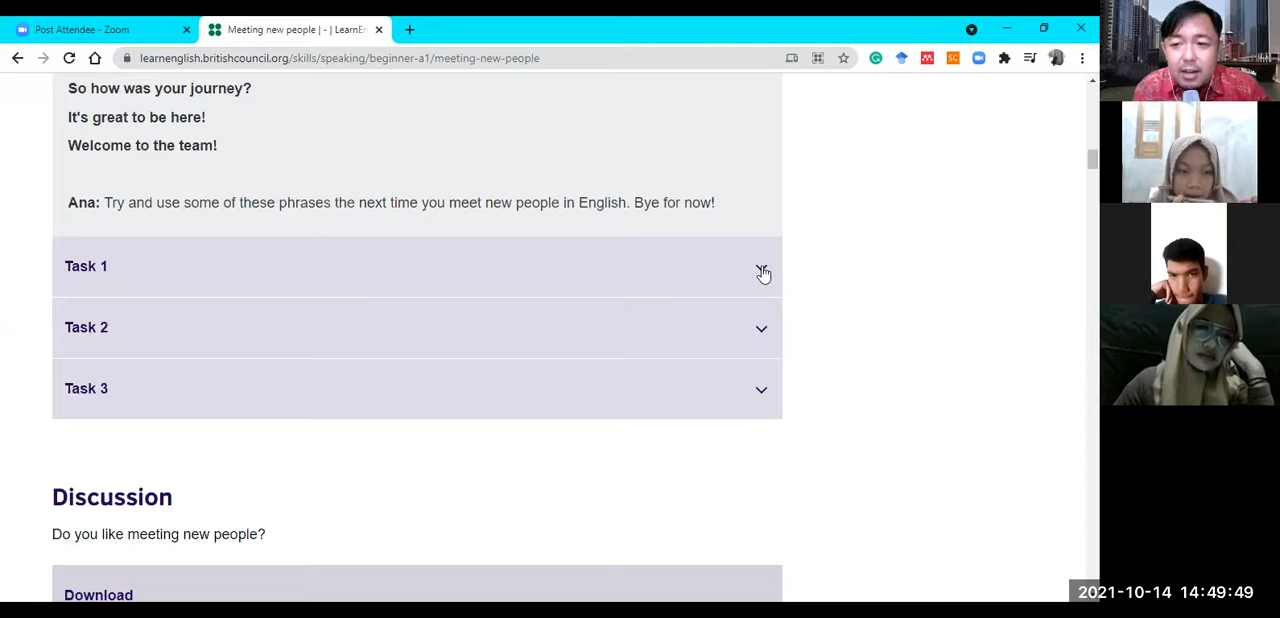 Post Attendee - Zoom
Meeting new people | - | LearnEn
learnenglish.britishcouncil.org/skills/speaking/beginner-a1/meeting-new-people
So how was your journey?
It's great to be here!
Welcome to the team!
Ana: Try and use some of these phrases the next time you meet new people in English. Bye for now!
Task 1
Task 2
Task 3
Discussion
Do you like meeting new people?
Download
2021-10-14 14:49:49